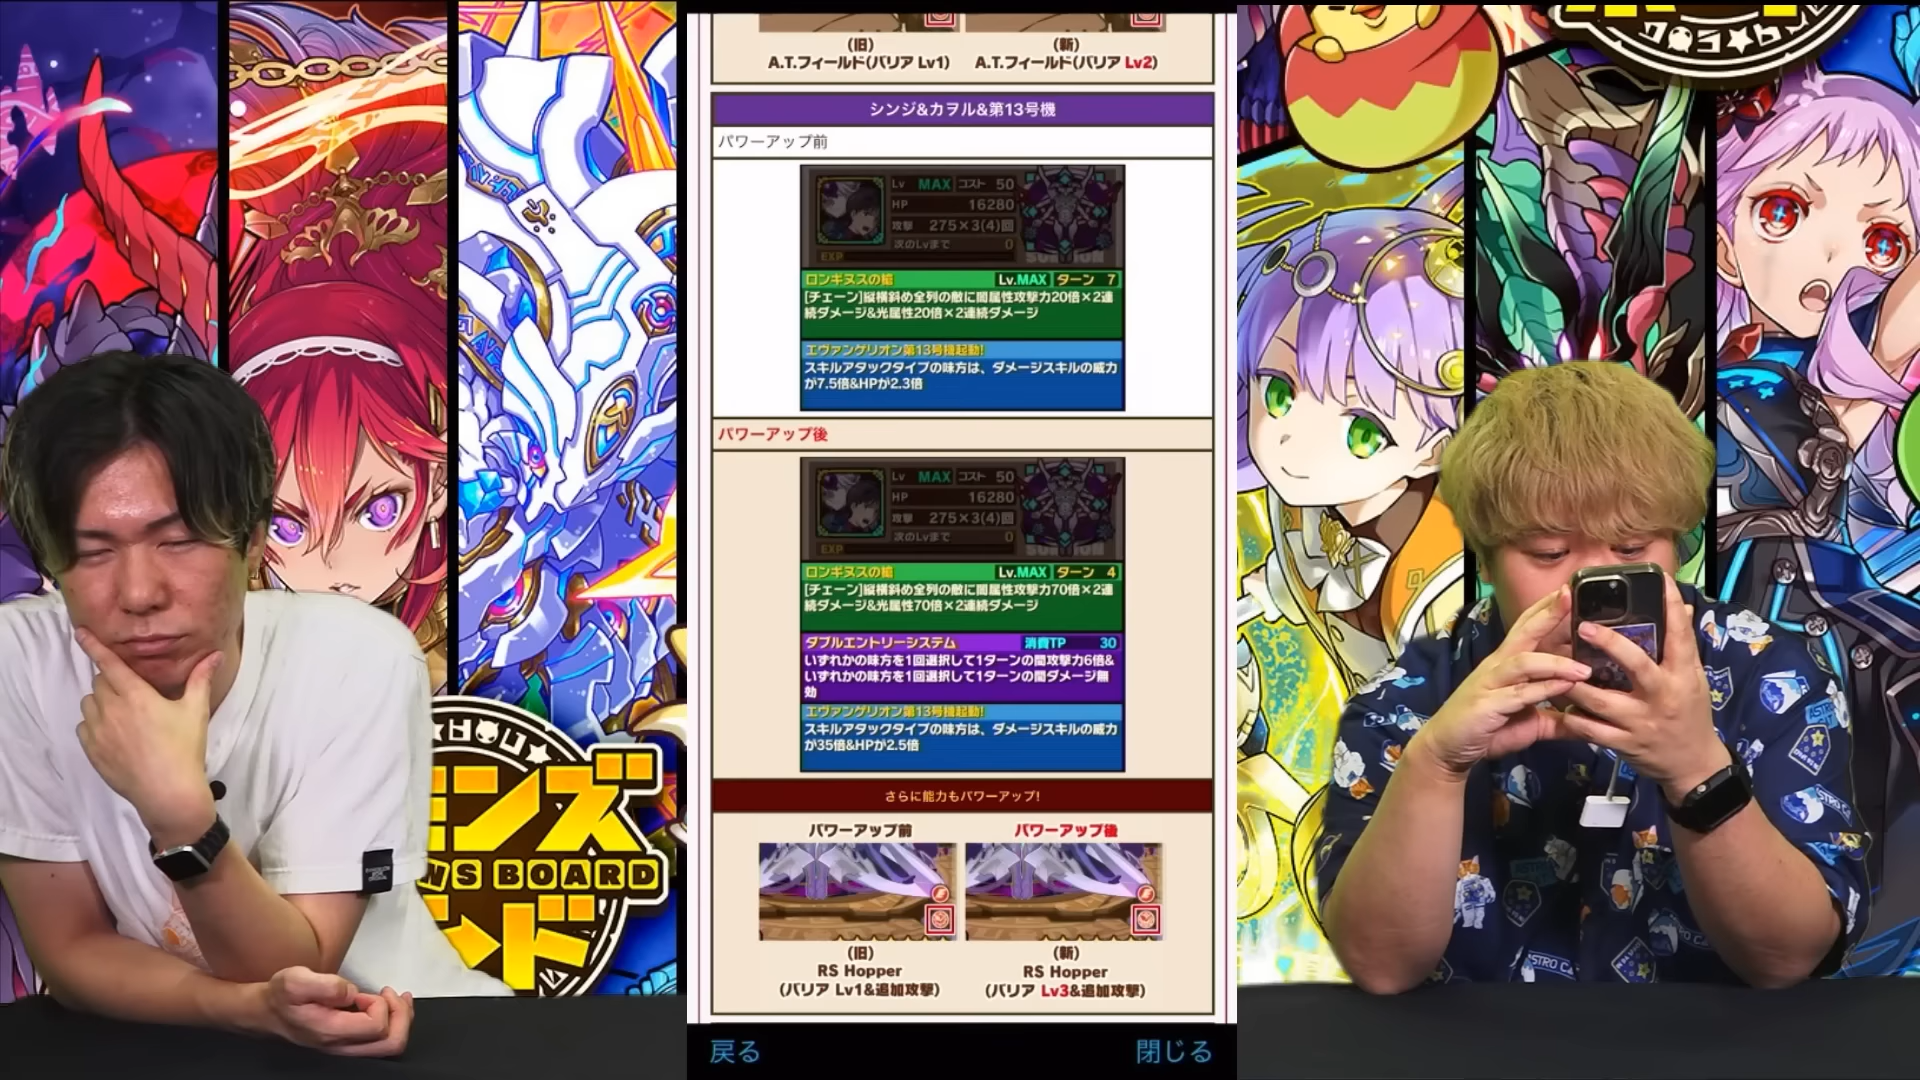 (旧)
A.T.フィールド(バリア Lv1)
(新)
A.T.フィールド(バリア Lv2)
シンジ&カヲル&第13号機
パワーアップ前
Lv MAX コスト 50
HP 16280
攻撃 275×3(4)回
次のLvまで 0
EXP
ロンギヌスの槍 Lv.MAX ターン 7
[チェーン]縦横斜め全列の敵に闇属性攻撃力20倍×2連
続ダメージ&光属性20倍×2連続ダメージ
エヴァンゲリオン第13号機起動!
スキルアタックタイプの味方は、ダメージスキルの威力
が7.5倍&HPが2.3倍
パワーアップ後
Lv MAX コスト 50
HP 16280
攻撃 275×3(4)回
次のLvまで 0
EXP
ロンギヌスの槍 Lv.MAX ターン 4
[チェーン]縦横斜め全列の敵に闇属性攻撃力70倍×2連
続ダメージ&光属性70倍×2連続ダメージ
ダブルエントリーシステム 消費TP 30
いずれかの味方を1回選択して1ターンの間攻撃力6倍&
いずれかの味方を1回選択して1ターンの間ダメージ無
効
エヴァンゲリオン第13号機起動!
スキルアタックタイプの味方は、ダメージスキルの威力
が35倍&HPが2.5倍
さらに能力もパワーアップ!
パワーアップ前
パワーアップ後
(旧)
RS Hopper
(バリア Lv1&追加攻撃)
(新)
RS Hopper
(バリア Lv3&追加攻撃)
戻る
閉じる
モンズ
WS BOARD
ード